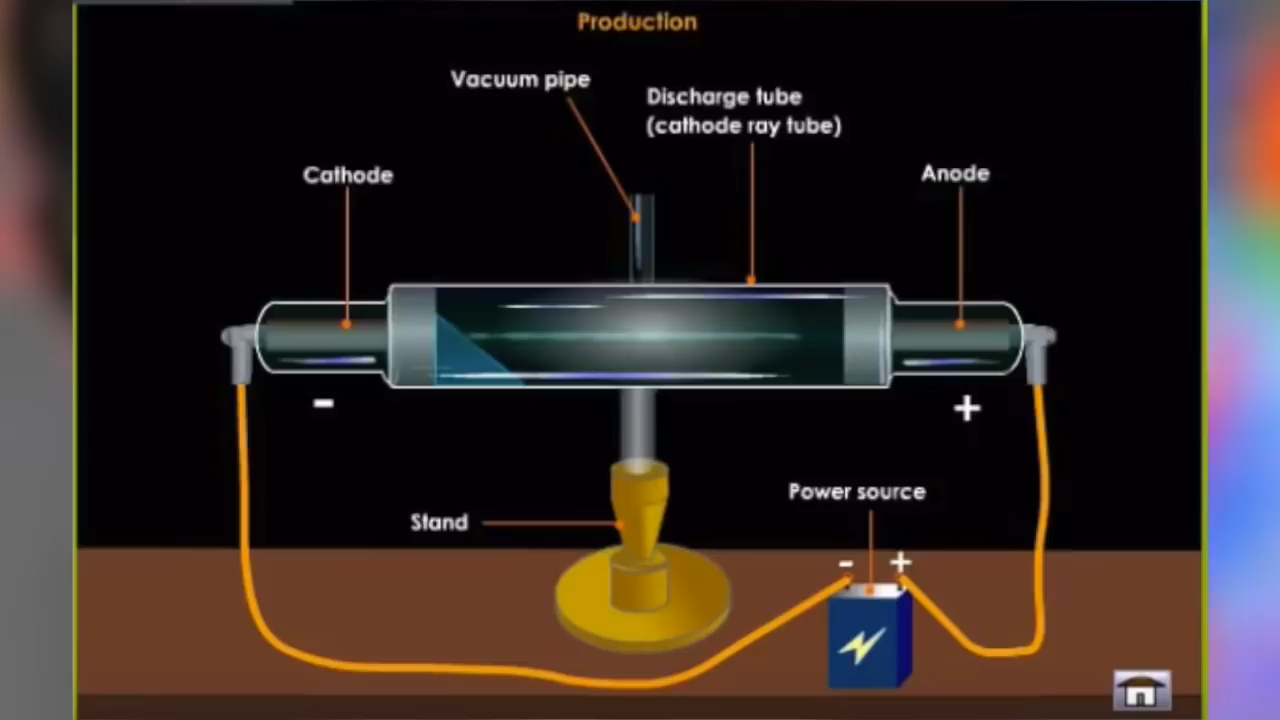 Production
Vacuum pipe
Discharge tube
(cathode ray tube)
Cathode
Anode
-
+
Power source
Stand
- +